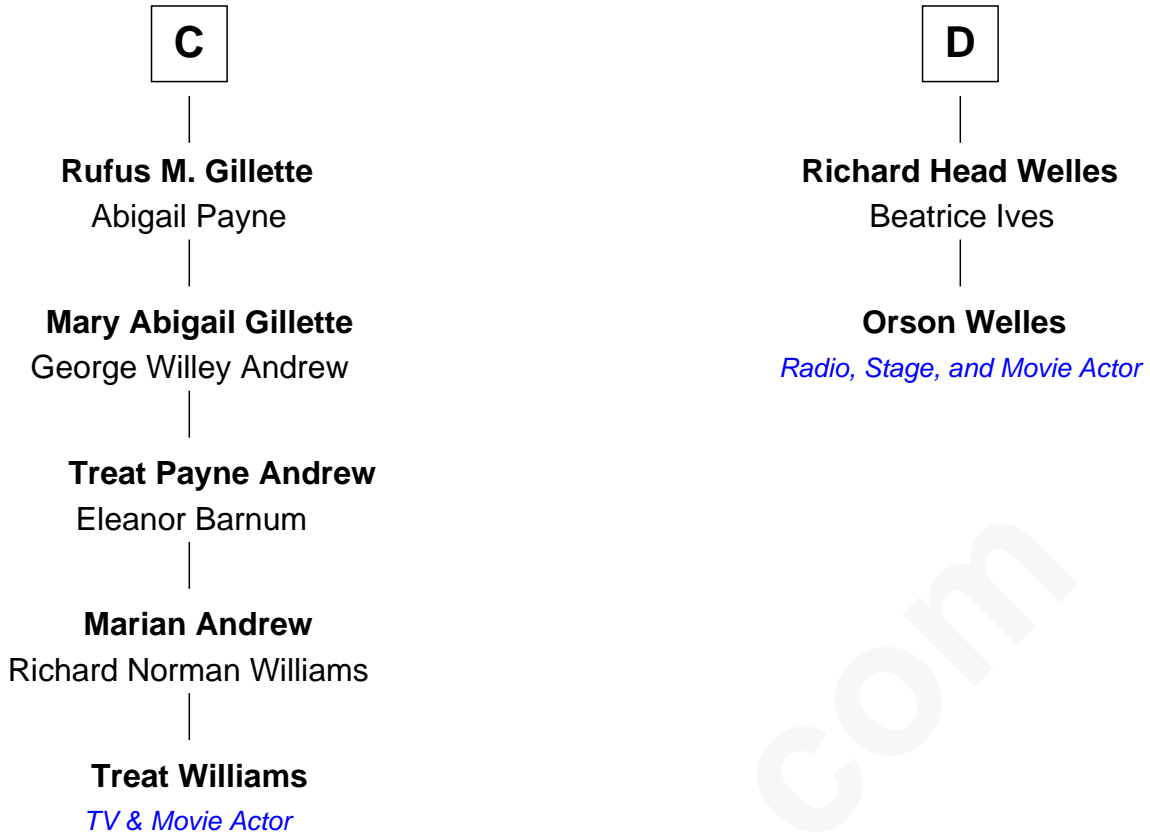 C
Rufus M. Gillette
Abigail Payne
Mary Abigail Gillette
George Willey Andrew
Treat Payne Andrew
Eleanor Barnum
Marian Andrew
Richard Norman Williams
Treat Williams
TV & Movie Actor
D
Richard Head Welles
Beatrice Ives
Orson Welles
Radio, Stage, and Movie Actor
com